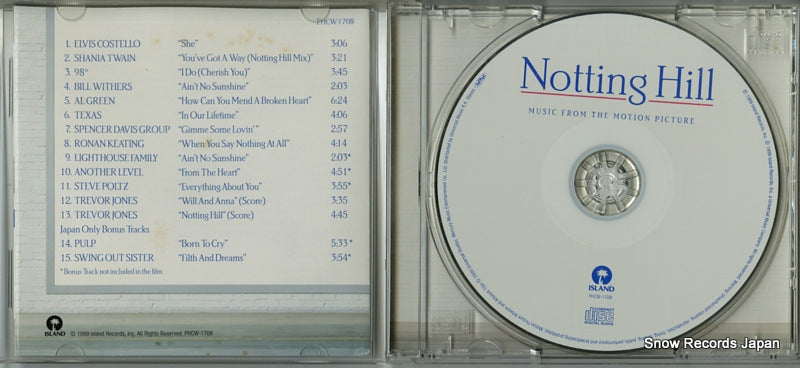 PHCW-1708
1. ELVIS COSTELLO "She" 3:06
2. SHANIA TWAIN "You've Got A Way (Notting Hill Mix)" 3:21
3. 98° "I Do (Cherish You)" 3:45
4. BILL WITHERS "Ain't No Sunshine" 2:03
5. AL GREEN "How Can You Mend A Broken Heart" 6:24
6. TEXAS "In Our Lifetime" 4:06
7. SPENCER DAVIS GROUP "Gimme Some Lovin'" 2:57
8. RONAN KEATING "When You Say Nothing At All" 4:14
9. LIGHTHOUSE FAMILY "Ain't No Sunshine" 2:03*
10. ANOTHER LEVEL "From The Heart" 4:51*
11. STEVE POLTZ "Everything About You" 3:55*
12. TREVOR JONES "Will And Anna" (Score) 3:35
13. TREVOR JONES "Notting Hill" (Score) 4:45
Japan Only Bonus Tracks
14. PULP "Born To Cry" 5:33*
15. SWING OUT SISTER "Filth And Dreams" 3:54*
*Bonus Track not included in the film
ISLAND © 1999 Island Records, Inc. All Rights Reserved. PHCW-1708
Notting Hill
MUSIC FROM THE MOTION PICTURE
ISLAND
PHCW-1708
COMPACT
disc
DIGITAL AUDIO
Snow Records Japan